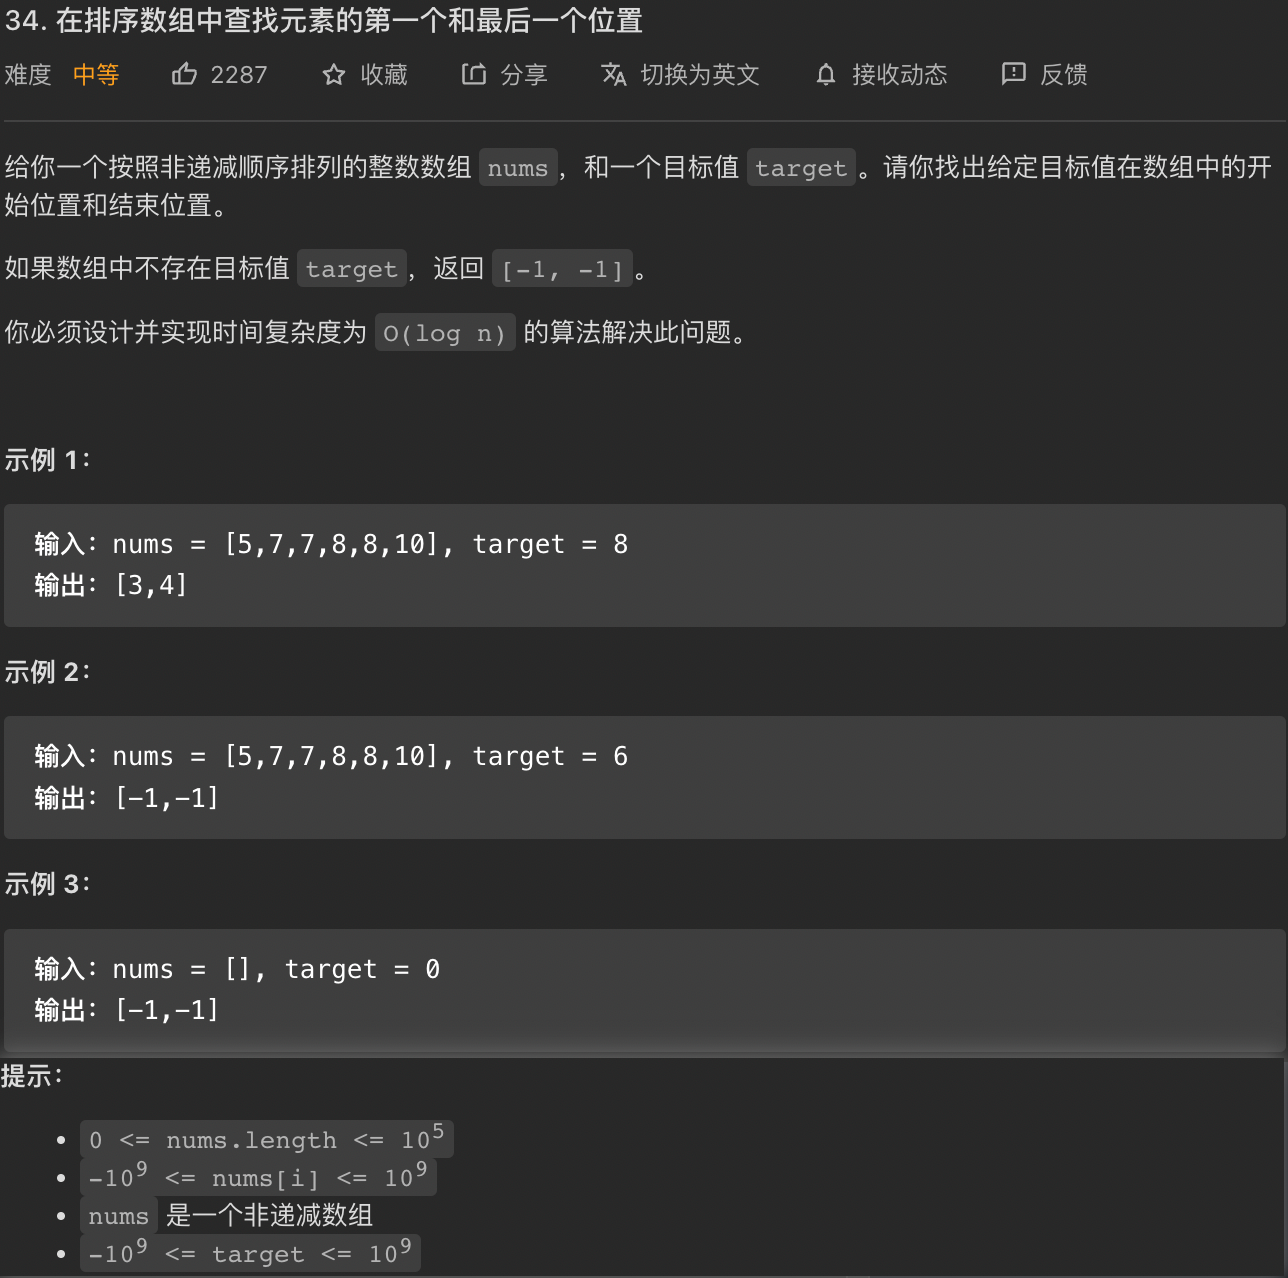 34. 在排序数组中查找元素的第一个和最后一个位置
难度 中等 2287 收藏 分享 切换为英文 接收动态 反馈
给你一个按照非递减顺序排列的整数数组 nums，和一个目标值 target。请你找出给定目标值在数组中的开
始位置和结束位置。
如果数组中不存在目标值 target，返回 [-1, -1]。
你必须设计并实现时间复杂度为 O(log n) 的算法解决此问题。
示例 1：
输入：nums = [5,7,7,8,8,10], target = 8
输出：[3,4]
示例 2：
输入：nums = [5,7,7,8,8,10], target = 6
输出：[-1,-1]
示例 3：
输入：nums = [], target = 0
输出：[-1,-1]
提示：
• 0 <= nums.length <= 10⁵
• -10⁹ <= nums[i] <= 10⁹
• nums 是一个非递减数组
• -10⁹ <= target <= 10⁹